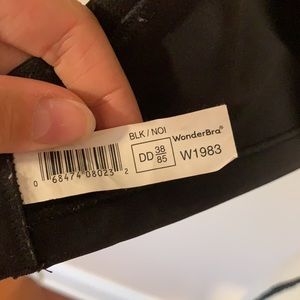 BLK / NOI
DD 38
85
WonderBra®
W1983
0 68474 08023 2